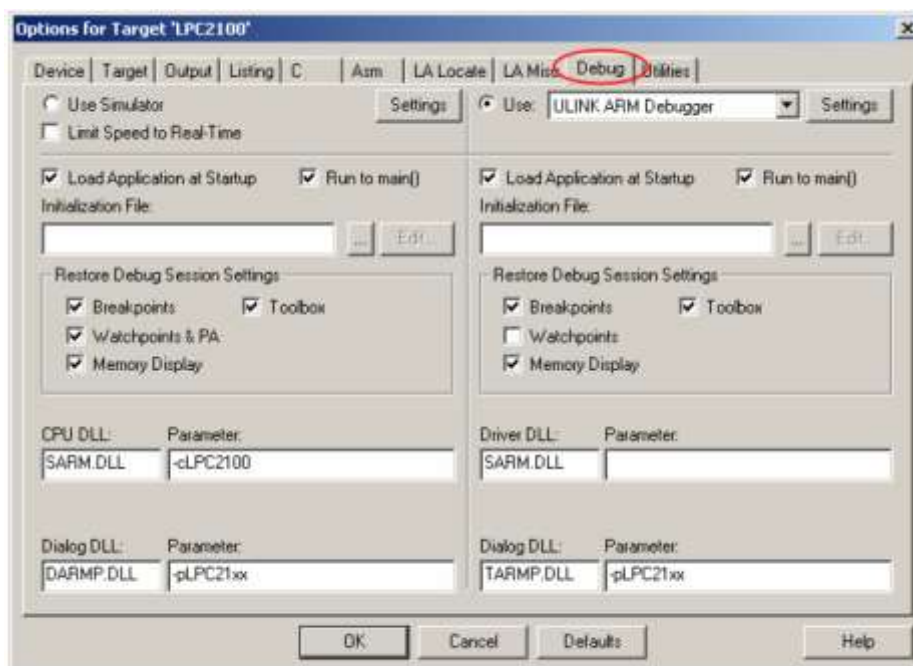 Options for Target 'LPC2100'
Device Target Output Listing C Asm LA Locate LA Misc Debug Utilities
Use Simulator Settings Use: ULINK ARM Debugger Settings
Limit Speed to Real-Time
Load Application at Startup Run to main() Load Application at Startup Run to main()
Initialization File: Initialization File:
... Edit... ... Edit...
Restore Debug Session Settings Restore Debug Session Settings
Breakpoints Toolbox Breakpoints Toolbox
Watchpoints & PA Watchpoints
Memory Display Memory Display
CPU DLL: Parameter: Driver DLL: Parameter:
SARM.DLL -cLPC2100 SARM.DLL
Dialog DLL: Parameter: Dialog DLL: Parameter:
DARMP.DLL -pLPC21xx TARMP.DLL -pLPC21xx
OK Cancel Defaults Help